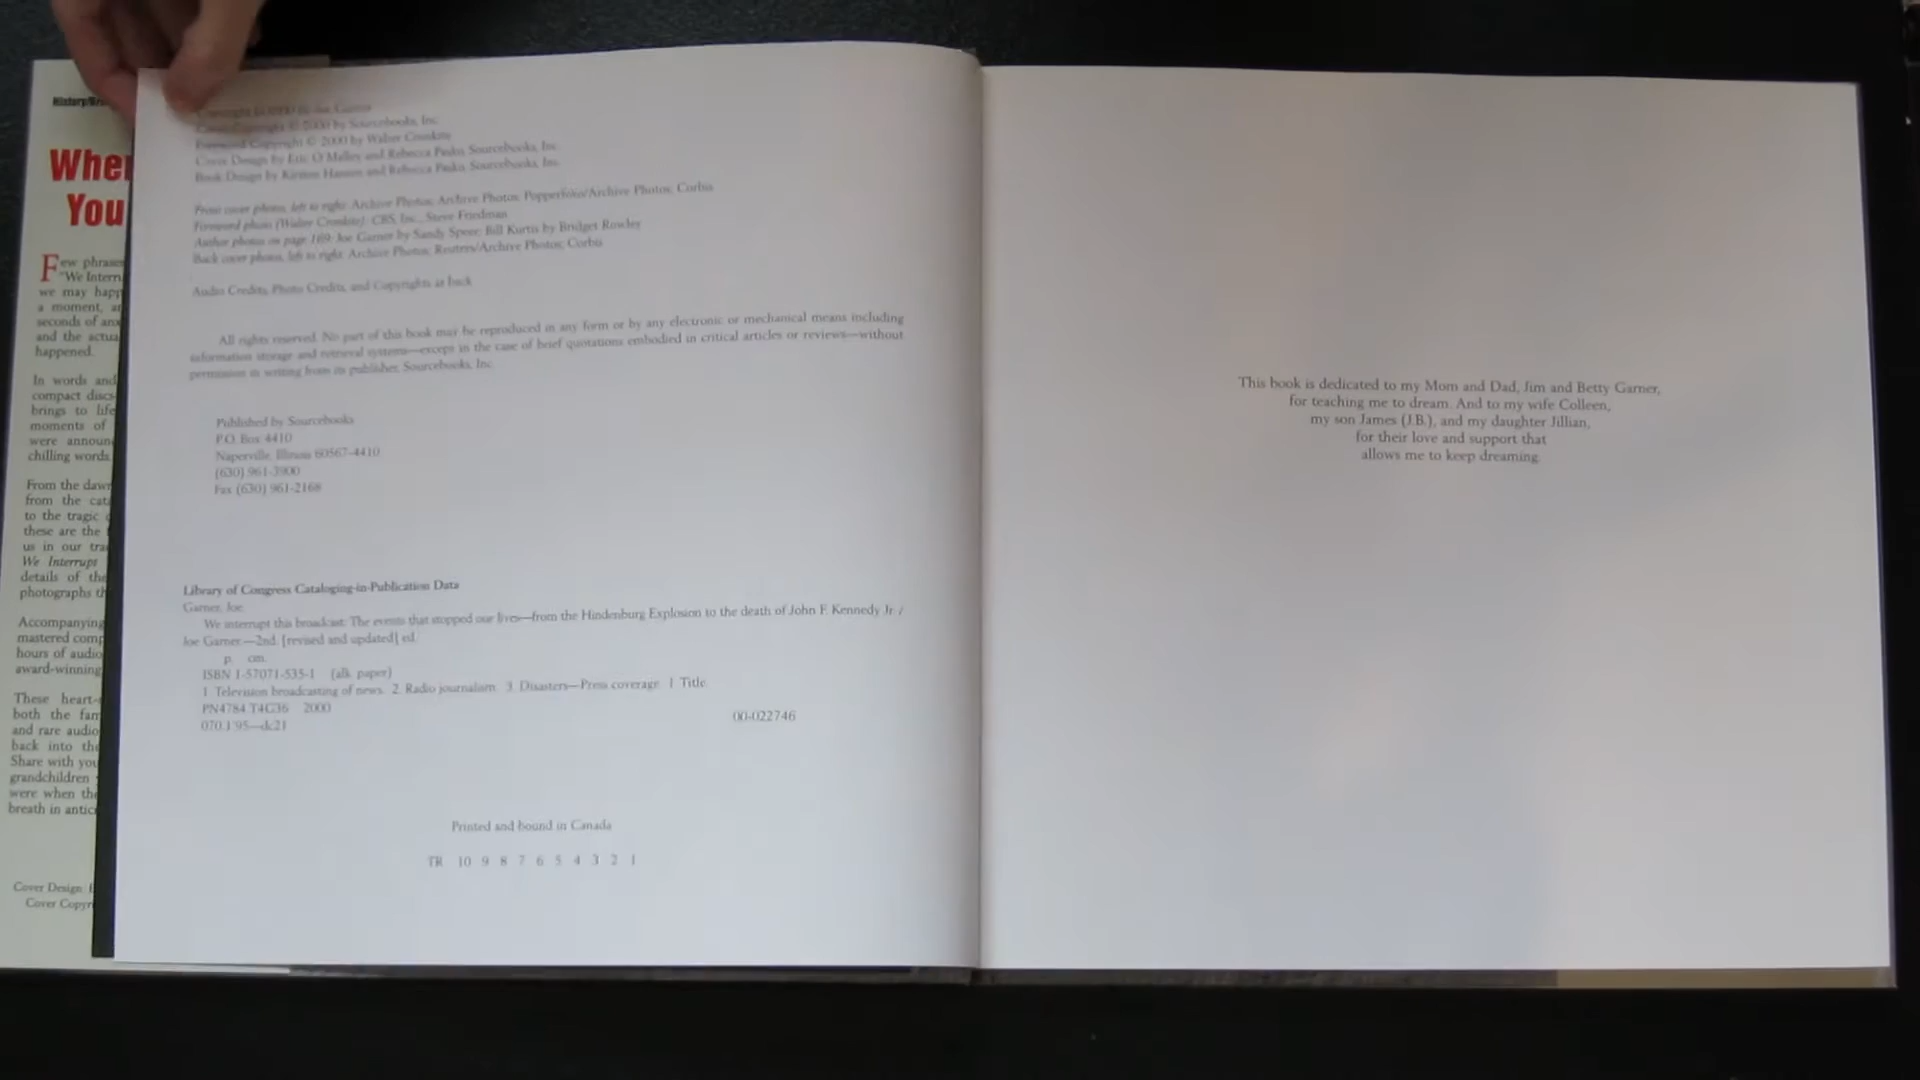 History/
Wher
You
Few phrases
"We Intern
we may happ
a moment, an
seconds of anx
and the actua
happened.
In words and
compact discs
brings to life
moments of
were announ
chilling words.
From the dawn
from the cata
to the tragic
these are the
us in our tra
We Interrupt
details of the
photographs th
Accompanying
mastered comp
hours of audio
award-winning
These heart-
both the fam
and rare audio
back into the
Share with you
grandchildren
were when the
breath in antic
Cover Design:
Cover Copyr
Copyright © 2000 by Joe Garner
Cover Copyright © 2000 by Sourcebooks, Inc.
Foreword Copyright © 2000 by Walter Cronkite
Cover Design by Eric O'Malley and Rebecca Pasko, Sourcebooks, Inc.
Book Design by Kirsten Hansen and Rebecca Pasko, Sourcebooks, Inc.
Front cover photos, left to right: Archive Photos; Archive Photos; Popperfoto/Archive Photos; Corbis
Foreword photo (Walter Cronkite): CBS, Inc., Steve Friedman
Author photos on page 169: Joe Garner by Sandy Speer; Bill Kurtis by Bridget Rowley
Back cover photos, left to right: Archive Photos; Reuters/Archive Photos; Corbis
Audio Credits, Photo Credits, and Copyrights at back
All rights reserved. No part of this book may be reproduced in any form or by any electronic or mechanical means including
information storage and retrieval systems—except in the case of brief quotations embodied in critical articles or reviews—without
permission in writing from its publisher, Sourcebooks, Inc.
Published by Sourcebooks
P.O. Box 4410
Naperville, Illinois 60567-4410
(630) 961-3900
Fax (630) 961-2168
Library of Congress Cataloging-in-Publication Data
Garner, Joe.
We interrupt this broadcast: The events that stopped our lives—from the Hindenburg Explosion to the death of John F. Kennedy Jr. /
Joe Garner.—2nd. [revised and updated] ed.
p. cm.
ISBN 1-57071-535-1 (alk. paper)
1. Television broadcasting of news. 2. Radio journalism. 3. Disasters—Press coverage. I Title.
PN4784.T4G36 2000
070.1'95—dc21
00-022746
Printed and bound in Canada
TR 10 9 8 7 6 5 4 3 2 1
This book is dedicated to my Mom and Dad, Jim and Betty Garner,
for teaching me to dream. And to my wife Colleen,
my son James (J.B.), and my daughter Jillian,
for their love and support that
allows me to keep dreaming.